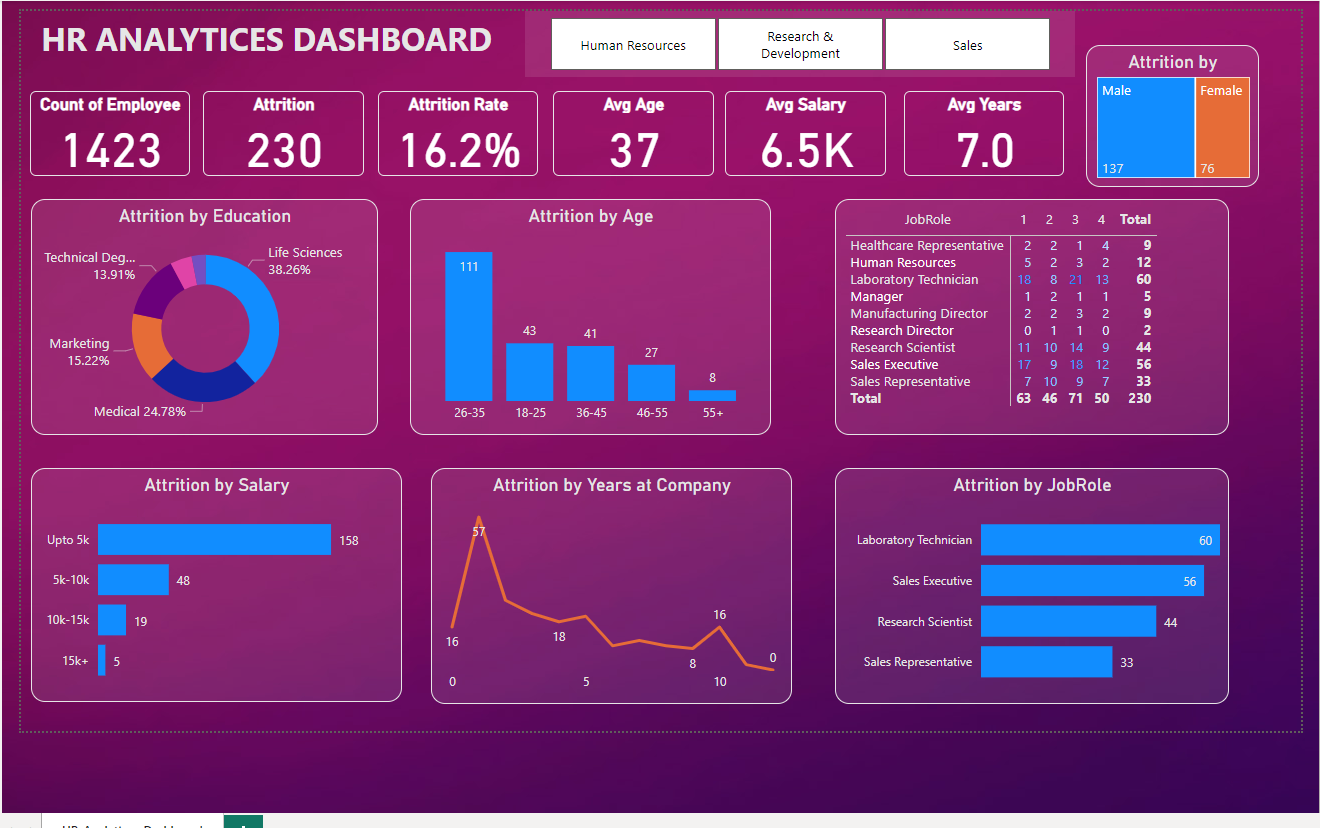 HR ANALYTICES DASHBOARD
Human Resources
Research &
Development
Sales
Attrition by
Male
Female
137
76
Count of Employee
1423
Attrition
230
Attrition Rate
16.2%
Avg Age
37
Avg Salary
6.5K
Avg Years
7.0
Attrition by Education
Life Sciences
38.26%
Technical Deg...
13.91%
Marketing
15.22%
Medical 24.78%
Attrition by Age
111
43
41
27
8
26-35 18-25 36-45 46-55 55+
JobRole 1 2 3 4 Total
Healthcare Representative 2 2 1 4 9
Human Resources 5 2 3 2 12
Laboratory Technician 18 8 21 13 60
Manager 1 2 1 1 5
Manufacturing Director 2 2 3 2 9
Research Director 0 1 1 0 2
Research Scientist 11 10 14 9 44
Sales Executive 17 9 18 12 56
Sales Representative 7 10 9 7 33
Total 63 46 71 50 230
Attrition by Salary
Upto 5k 158
5k-10k 48
10k-15k 19
15k+ 5
Attrition by Years at Company
57
16
18
16
8
0
0 5 10
Attrition by JobRole
Laboratory Technician 60
Sales Executive 56
Research Scientist 44
Sales Representative 33